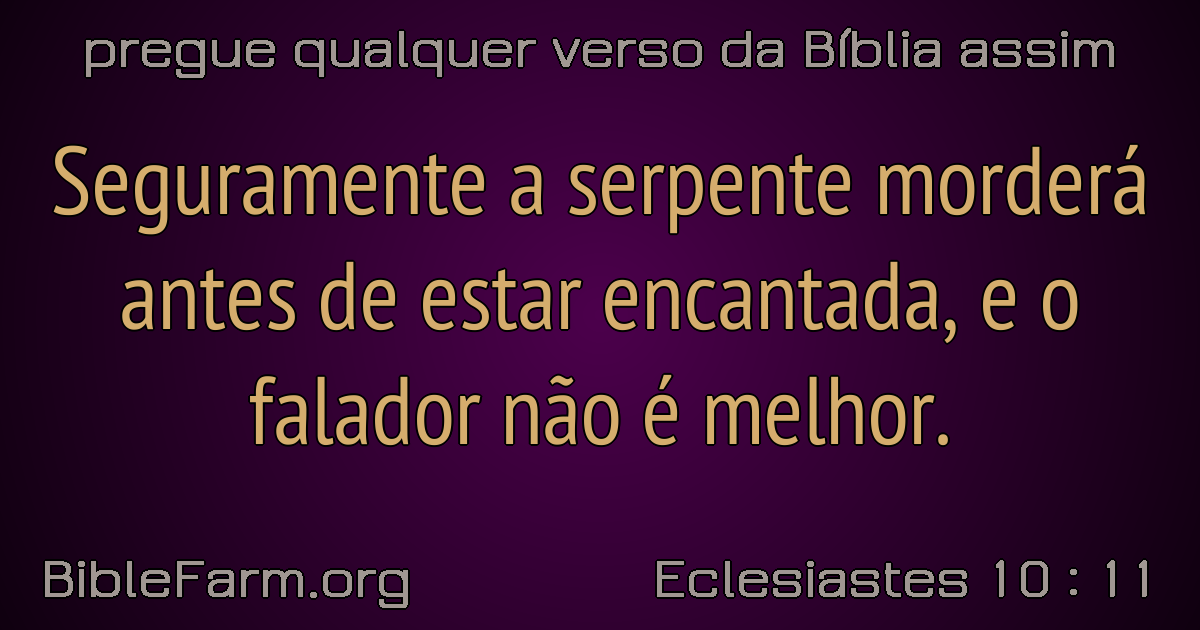 pregue qualquer verso da Bíblia assim
Seguramente a serpente morderá
antes de estar encantada, e o
falador não é melhor.
BibleFarm.org
Eclesiastes 10 : 11